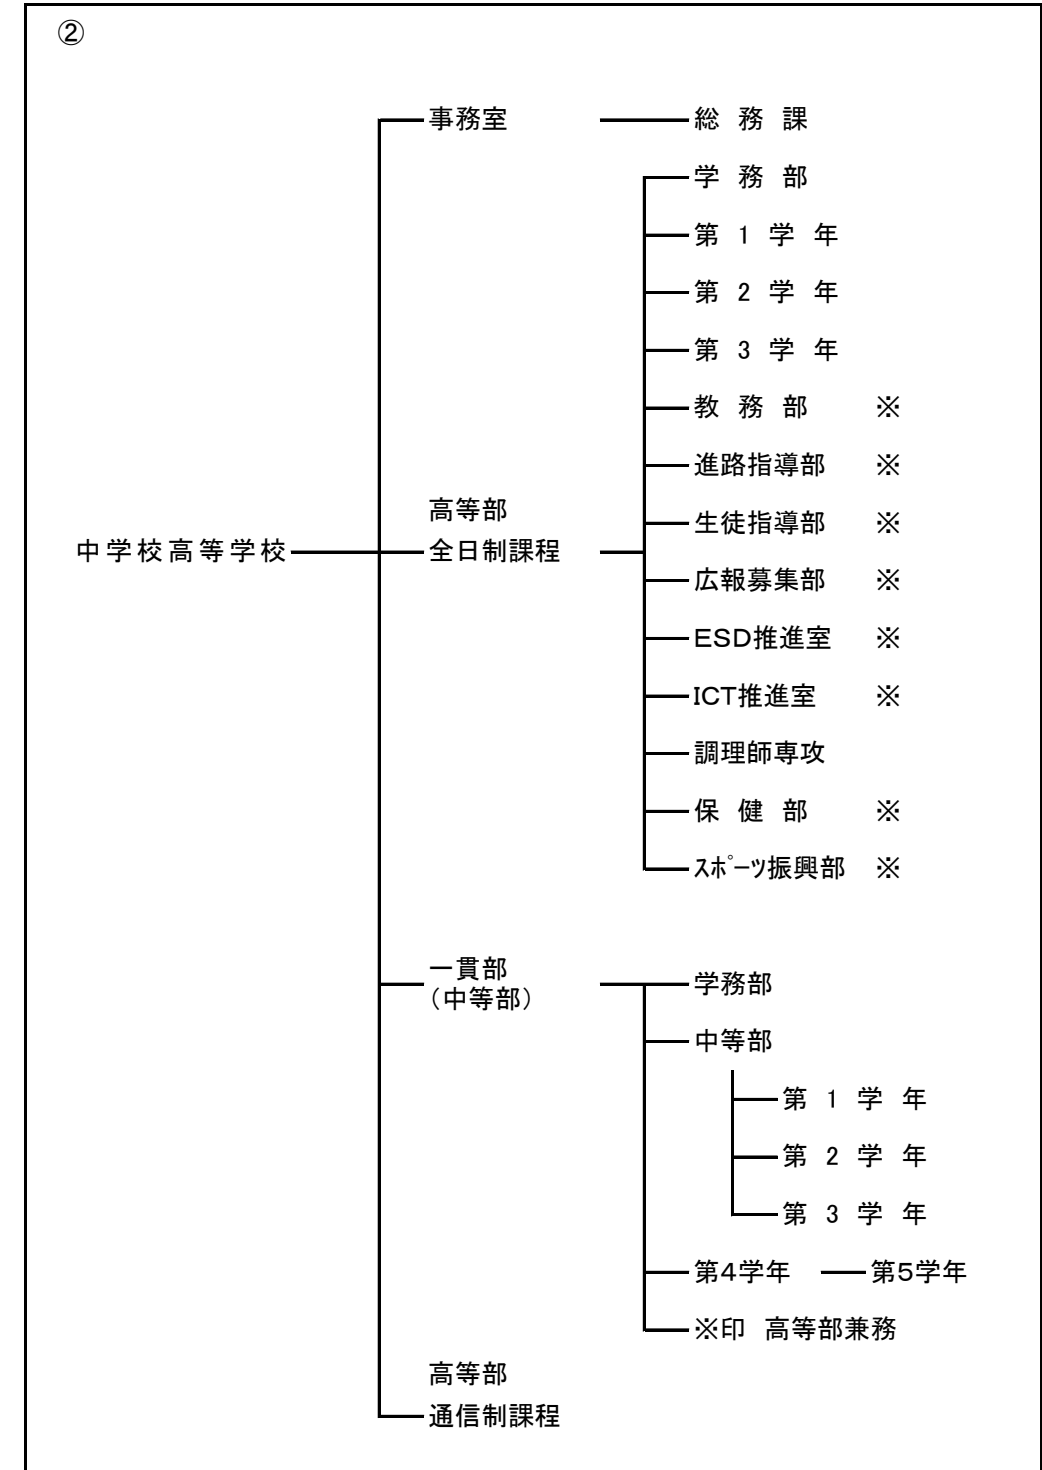 ②
事務室 総務課
学務部
第1学年
第2学年
第3学年
教務部 ※
進路指導部 ※
高等部
生徒指導部 ※
中学校高等学校 全日制課程
広報募集部 ※
ESD推進室 ※
ICT推進室 ※
調理師専攻
保健部 ※
ｽﾎﾟｰﾂ振興部 ※
一貫部
（中等部）
学務部
中等部
第1学年
第2学年
第3学年
第4学年 第5学年
※印 高等部兼務
高等部
通信制課程